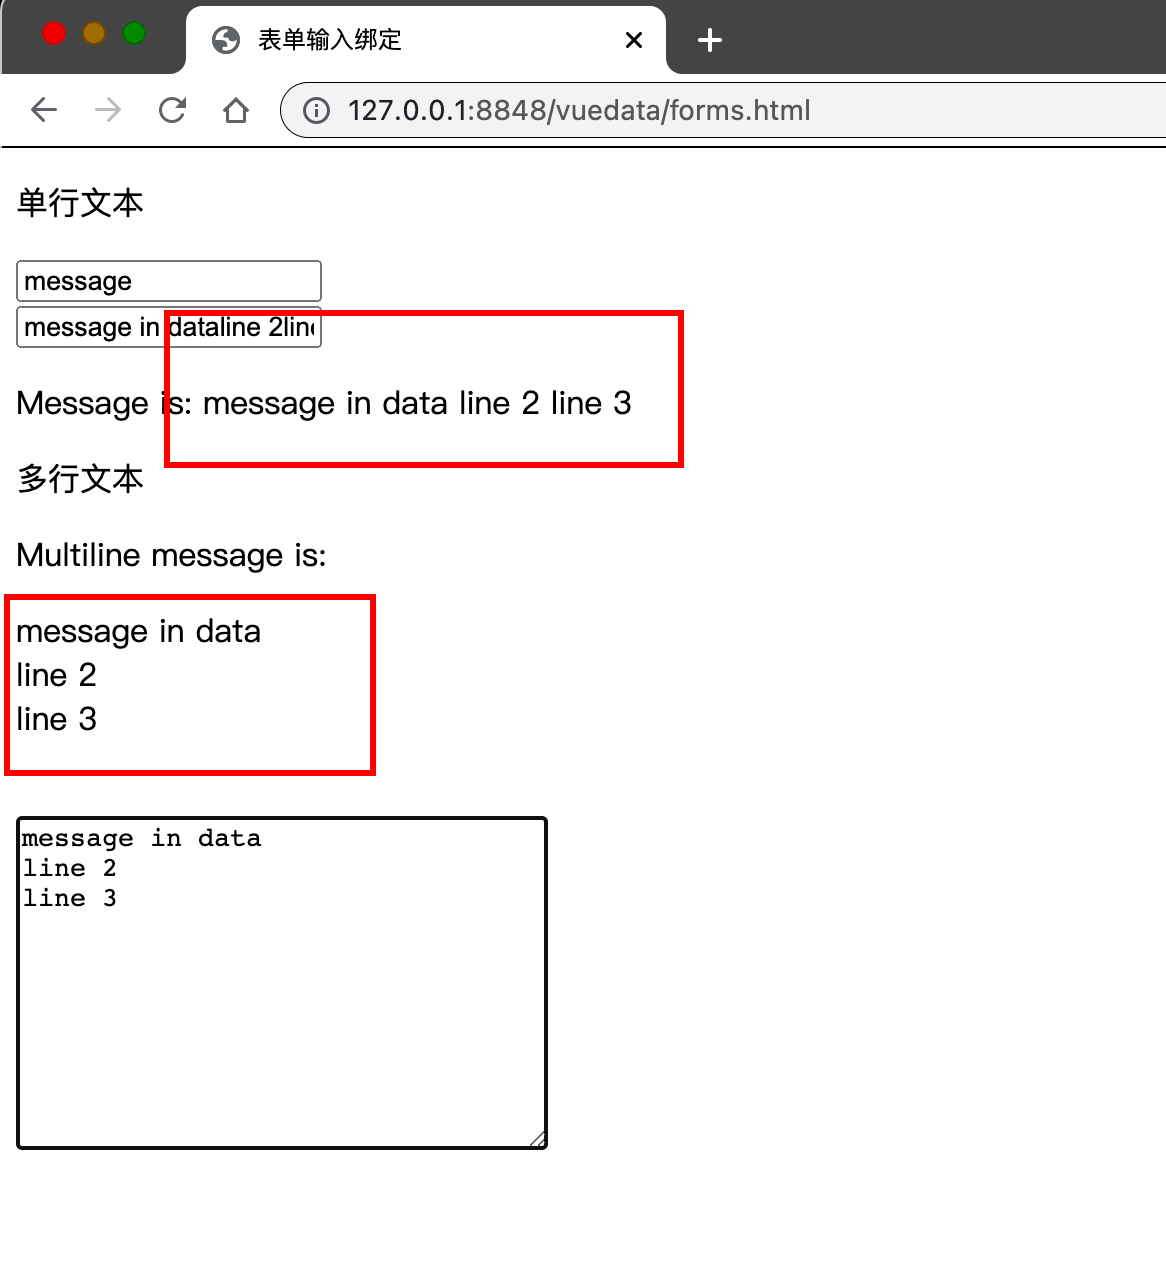 表单输入绑定
127.0.0.1:8848/vuedata/forms.html
单行文本
message
message in dataline 2line
Message is: message in data line 2 line 3
多行文本
Multiline message is:
message in data
line 2
line 3
message in data
line 2
line 3